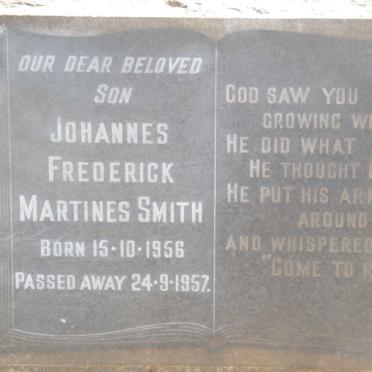 OUR DEAR BELOVED
SON
JOHANNES
FREDERICK
MARTINES SMITH
BORN 15·10·1956
PASSED AWAY 24·9·1957.
GOD SAW YOU
GROWING
HE DID WHAT
HE THOUGHT
HE PUT HIS
AROUND
AND WHISPERED
"COME TO